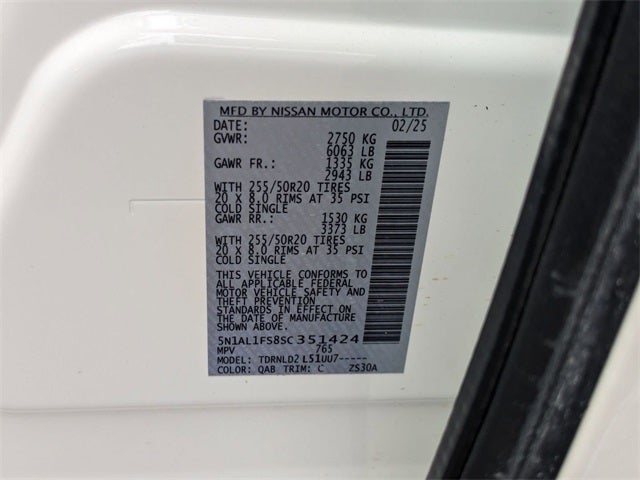 MFD BY NISSAN MOTOR CO., LTD.
DATE: 02/25
GVWR: 2750 KG
6063 LB
GAWR FR.: 1335 KG
2943 LB
WITH 255/50R20 TIRES
20 X 8.0 RIMS AT 35 PSI
COLD SINGLE
GAWR RR.: 1530 KG
3373 LB
WITH 255/50R20 TIRES
20 X 8.0 RIMS AT 35 PSI
COLD SINGLE
THIS VEHICLE CONFORMS TO
ALL APPLICABLE FEDERAL
MOTOR VEHICLE SAFETY AND
THEFT PREVENTION
STANDARDS IN EFFECT ON
THE DATE OF MANUFACTURE
SHOWN ABOVE.
5N1AL1FS8SC351424
MPV 765
MODEL: TDRNLD2 L51UU7-----
COLOR: QAB TRIM: C ZS30A